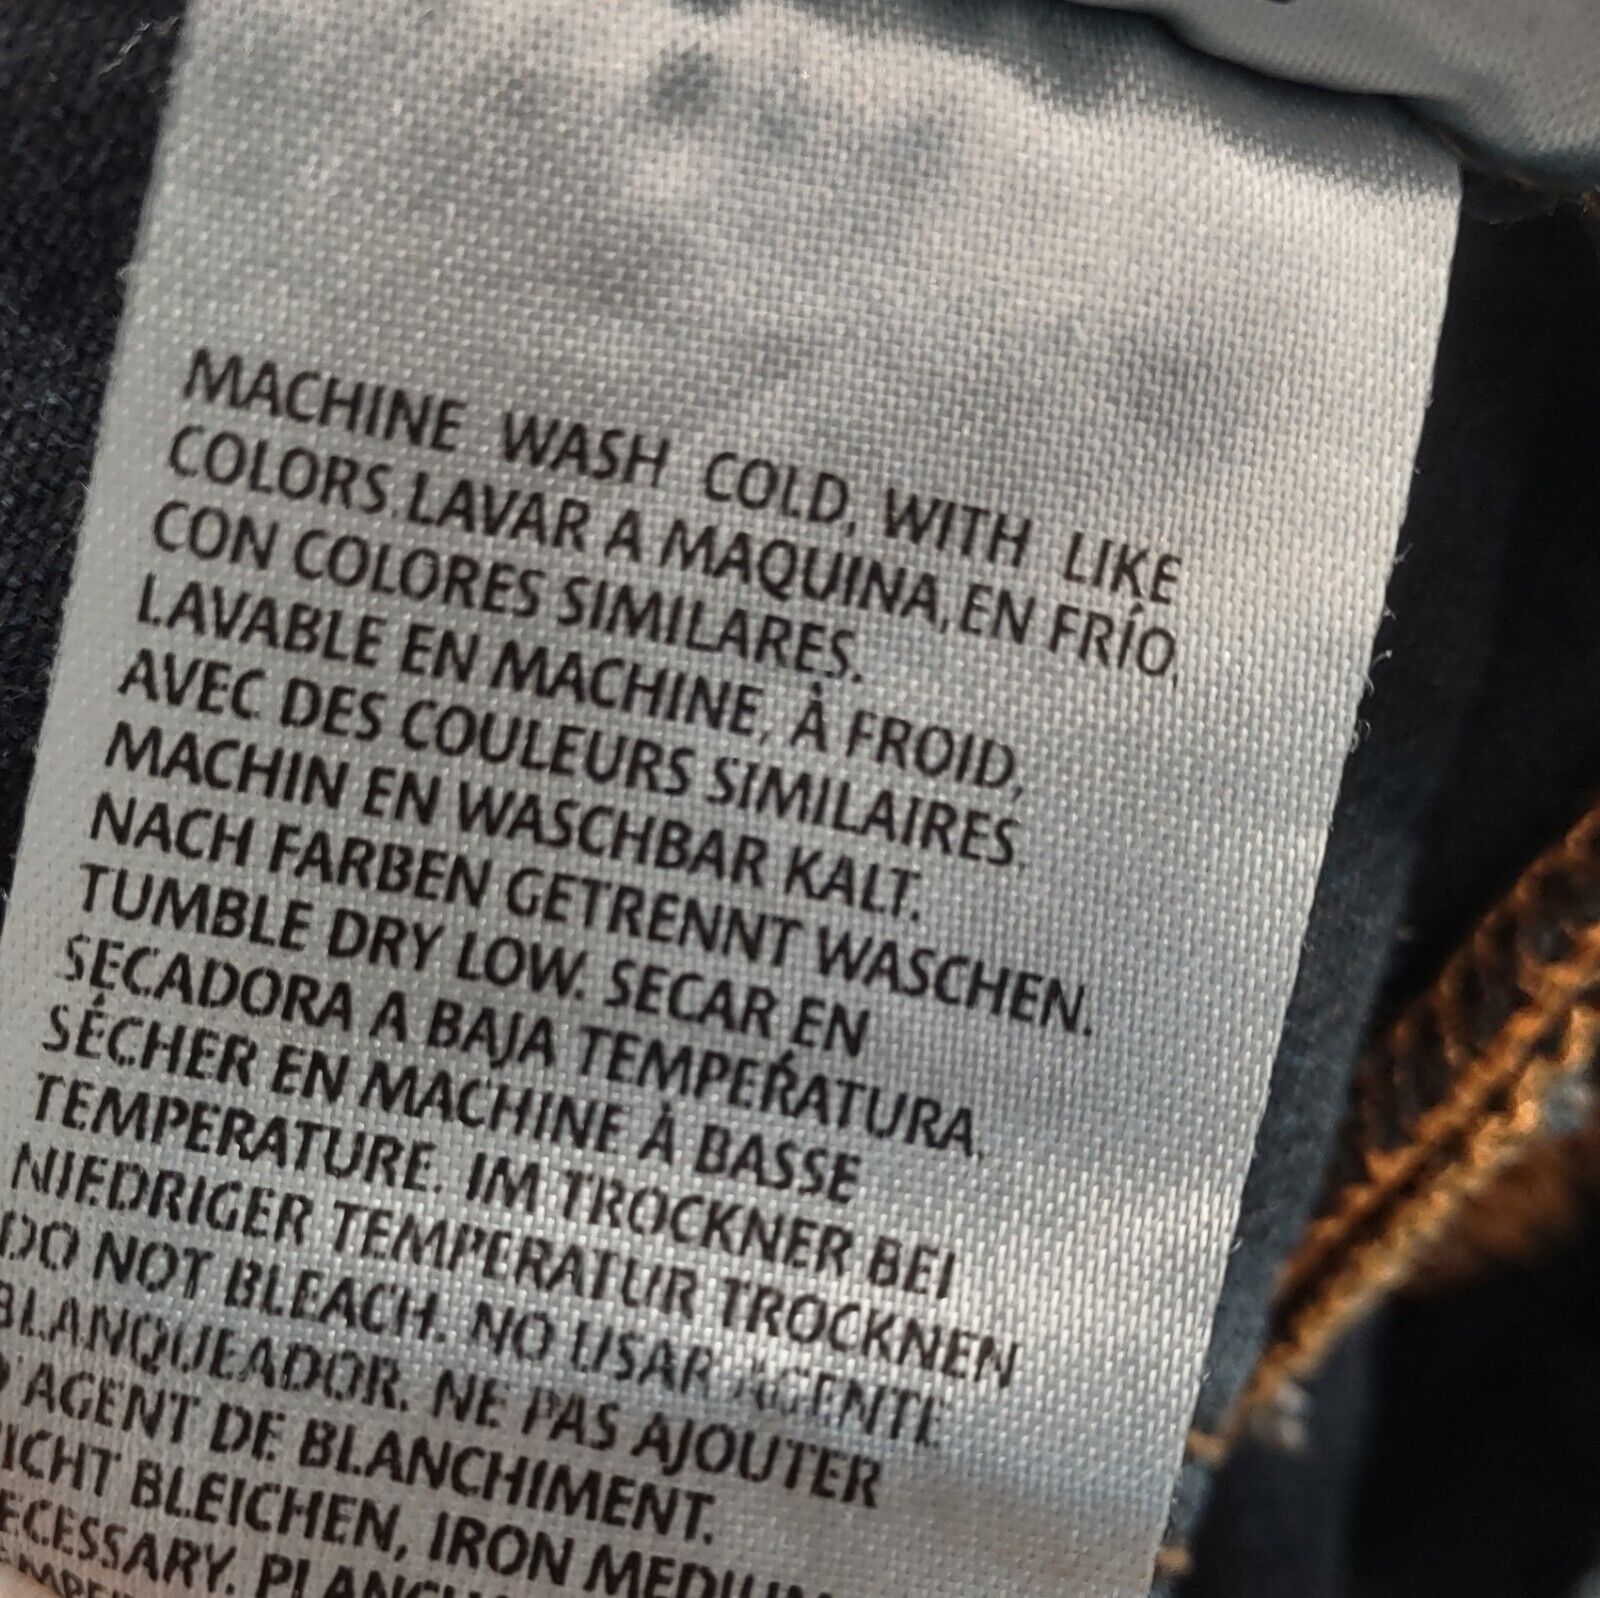 MACHINE WASH COLD, WITH LIKE
COLORS. LAVAR A MAQUINA, EN FRÍO,
CON COLORES SIMILARES.
LAVABLE EN MACHINE, À FROID,
AVEC DES COULEURS SIMILAIRES.
MACHIN EN WASCHBAR KALT.
NACH FARBEN GETRENNT WASCHEN.
TUMBLE DRY LOW. SECAR EN
SECADORA A BAJA TEMPERATURA.
SÉCHER EN MACHINE À BASSE
TEMPERATURE. IM TROCKNER BEI
NIEDRIGER TEMPERATUR TROCKNEN
DO NOT BLEACH. NO USAR AGENTE
BLANQUEADOR. NE PAS AJOUTER
D'AGENT DE BLANCHIMENT.
ICHT BLEICHEN, IRON MEDIUM
ECESSARY.